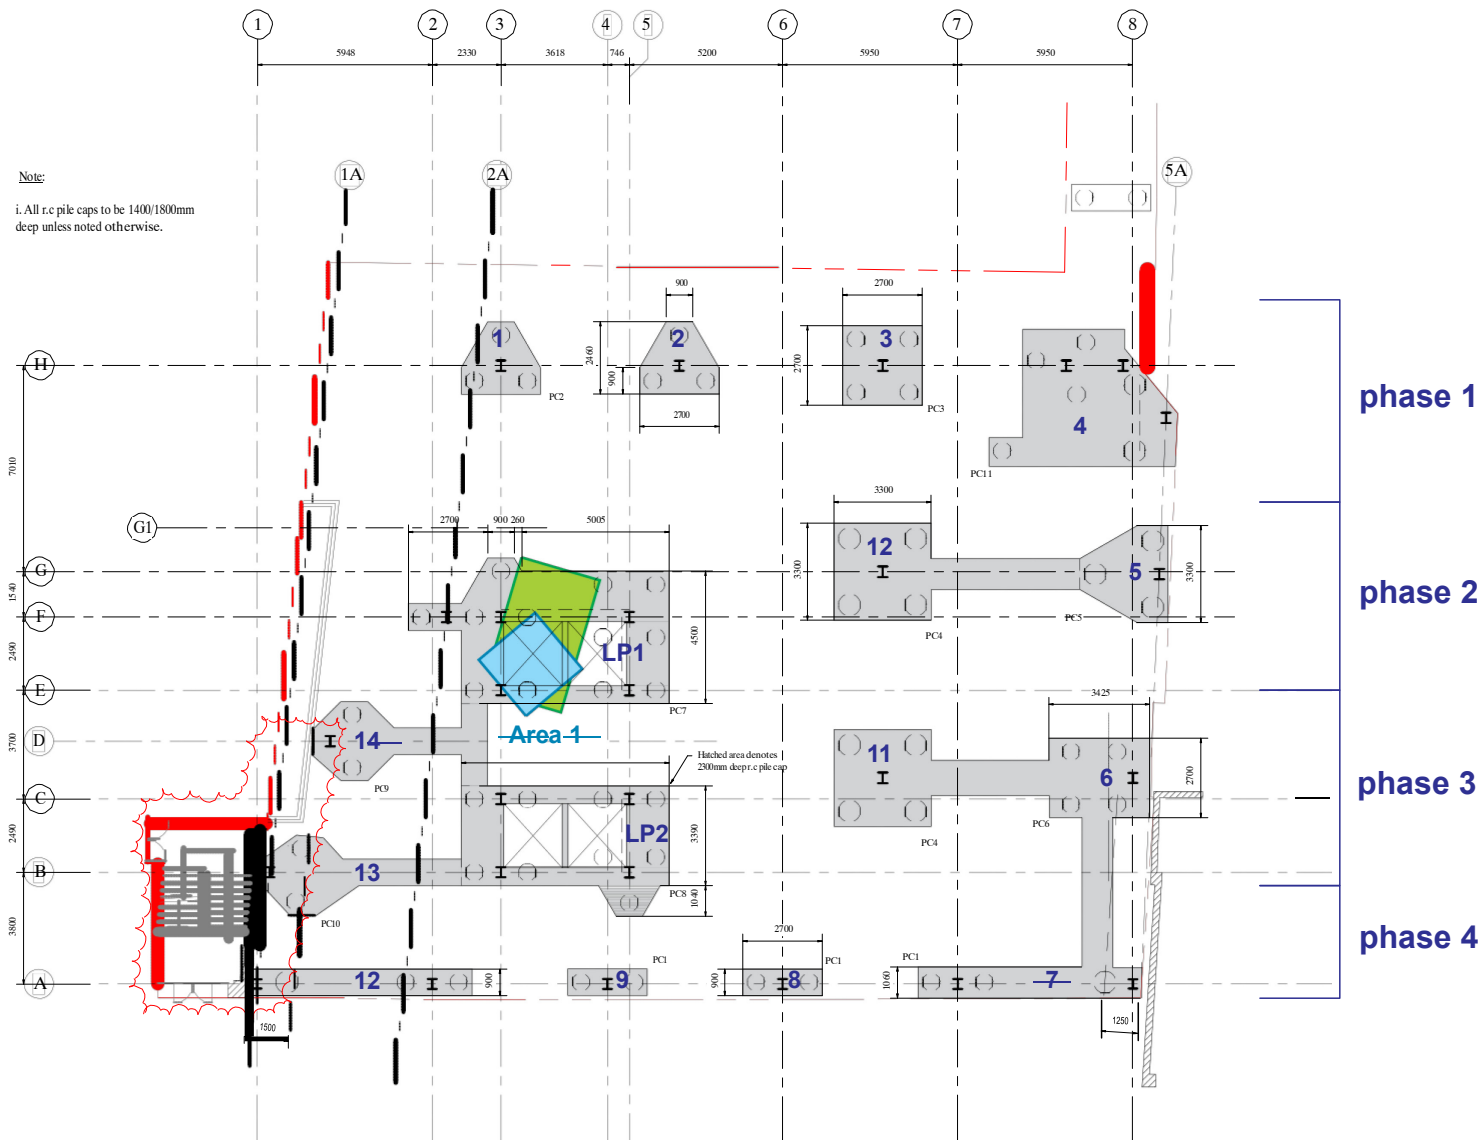 1
2
3
4
5
6
7
8
5948
2330
3618
746
5200
5950
5950
1A
2A
5A
Note:
i. All r.c pile caps to be 1400/1800mm
deep unless noted otherwise.
900
2700
1
2
3
2460
900
2700
H
PC2
2700
PC3
4
phase 1
7010
PC11
G1
2700
900
260
5005
3300
12
3300
5
3300
G
1540
F
phase 2
4500
LP1
PC4
PC5
2490
E
3425
PC7
Area 1
D
14
3700
Hatched area denotes
2300mm deep r.c pile cap
11
6
2700
phase 3
PC9
C
PC6
LP2
PC4
2490
3390
B
13
PC8
1040
PC10
3800
2700
phase 4
PC1
PC1
PC1
A
12
900
9
900
8
1060
7
1500
1250